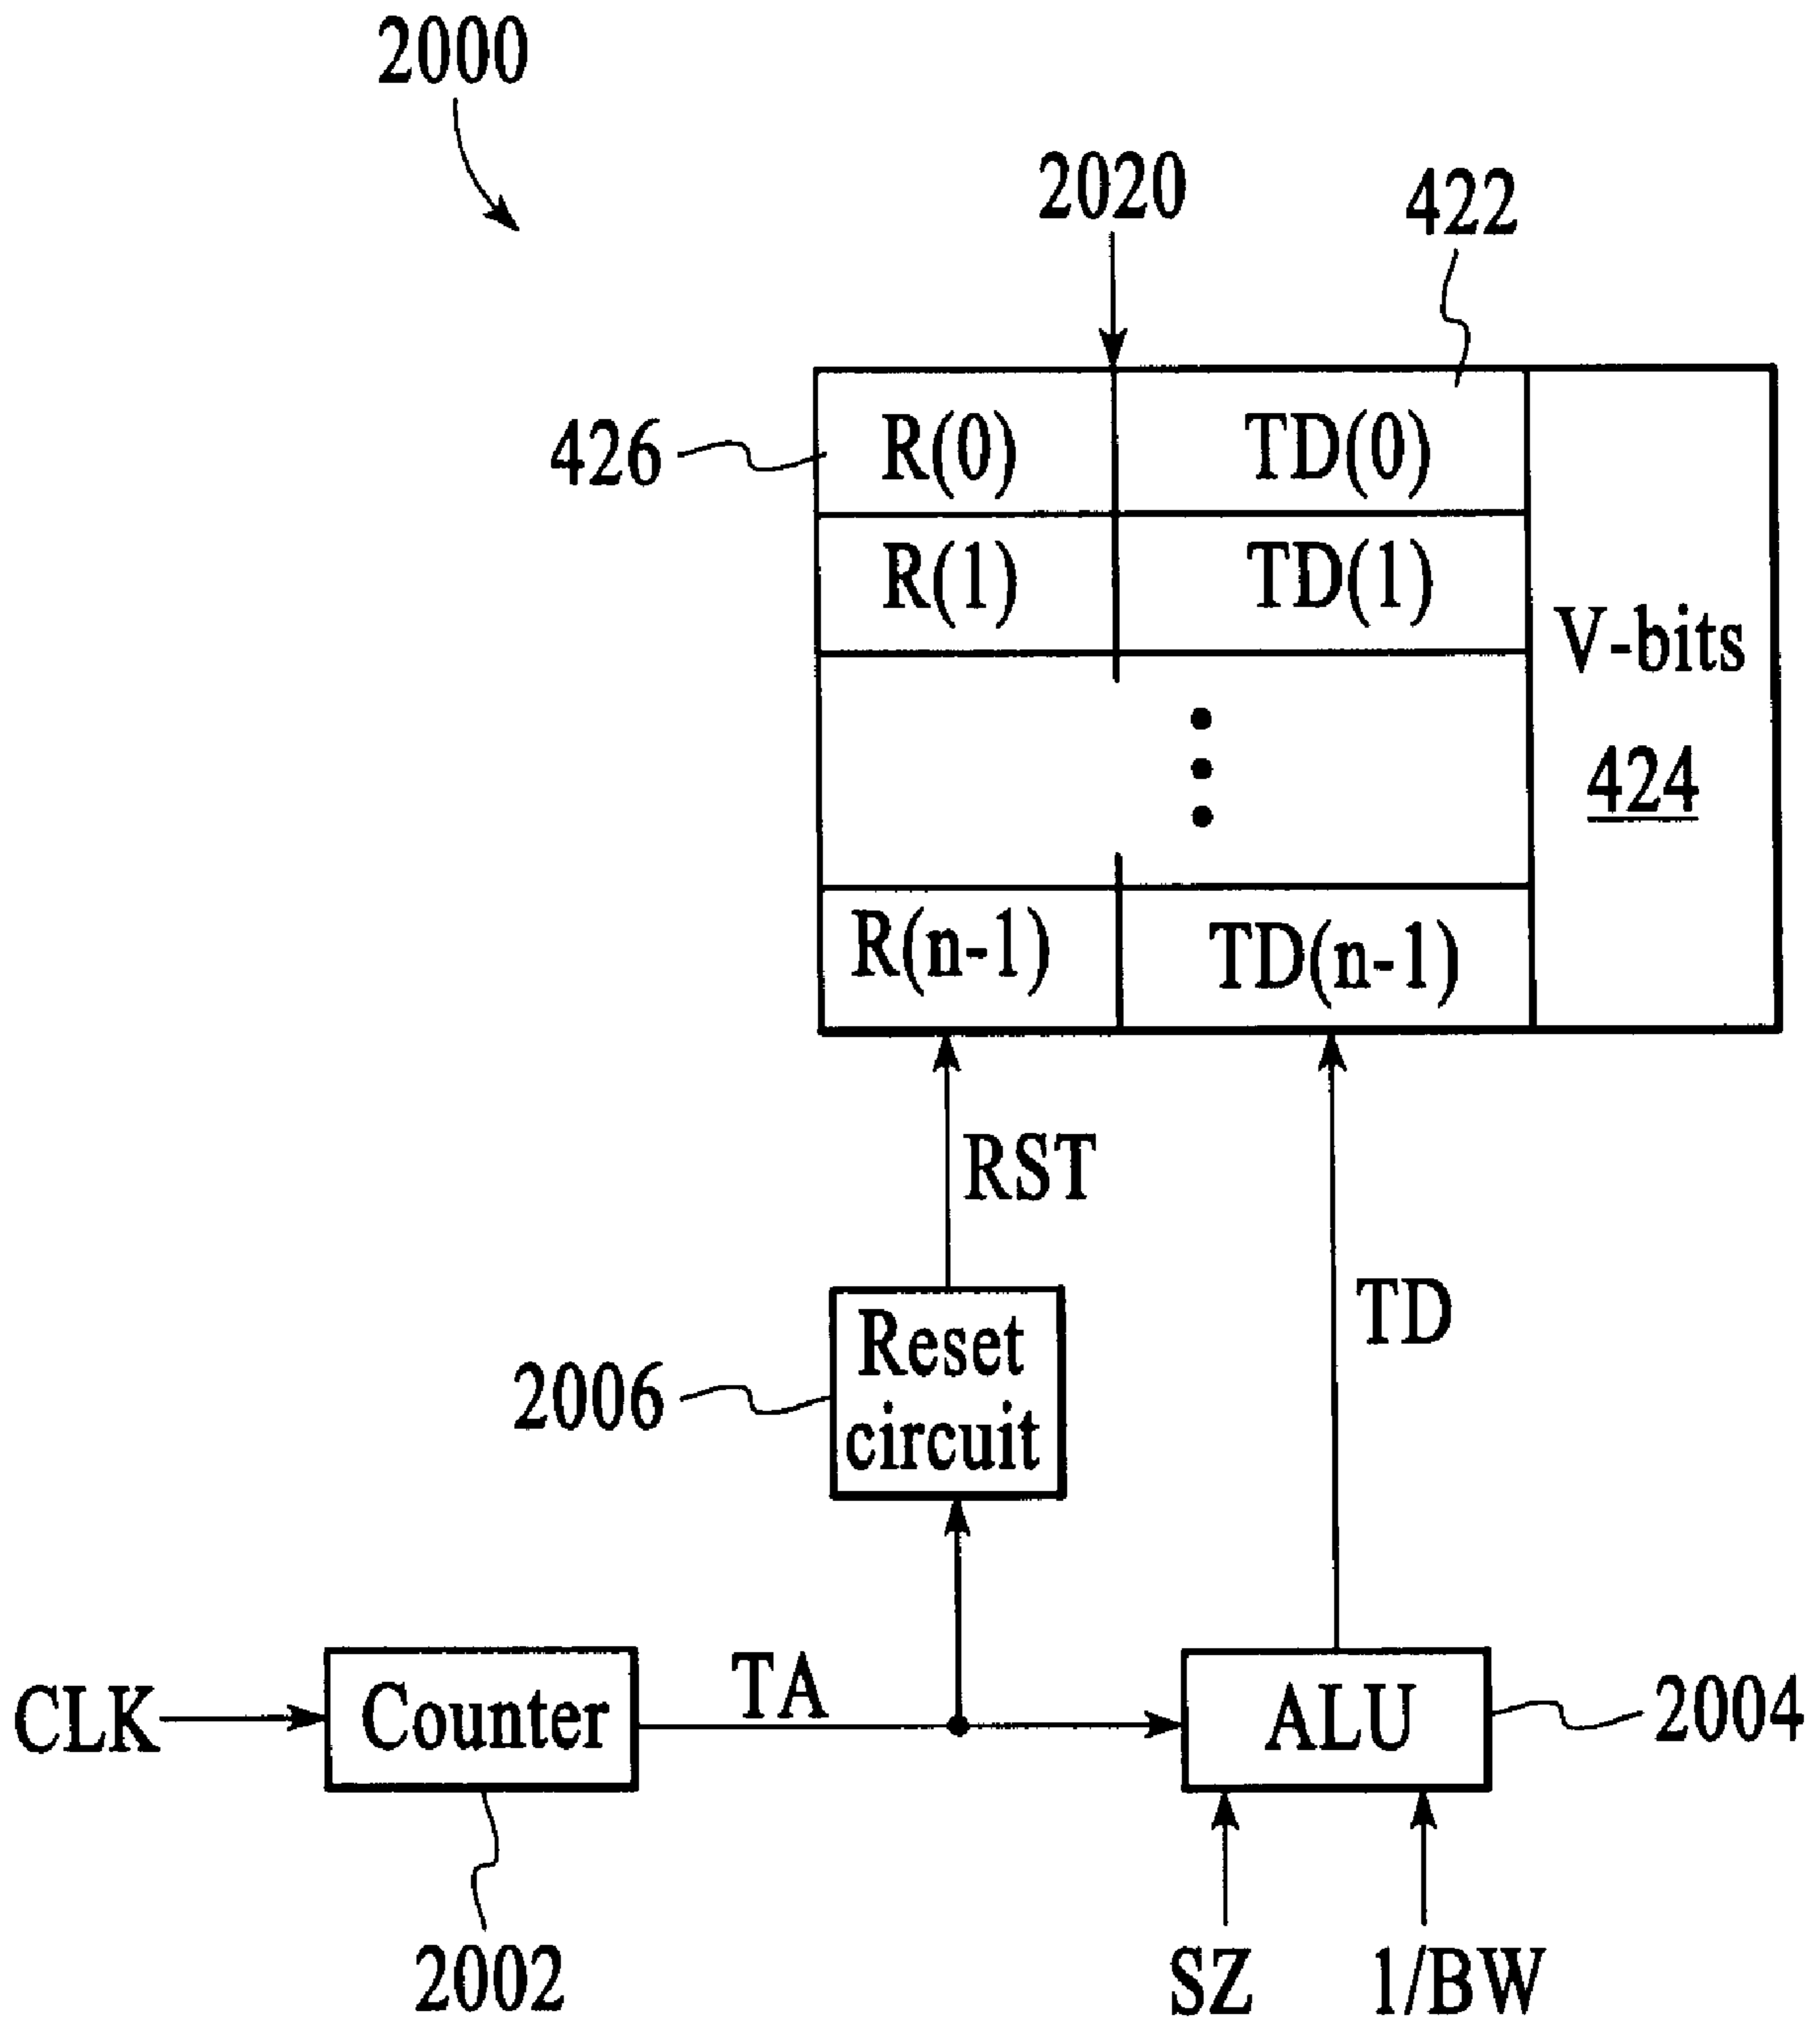 2000
2020
422
426
R(0)
TD(0)
R(1)
TD(1)
V-bits
424
R(n-1)
TD(n-1)
RST
TD
Reset
circuit
2006
CLK
Counter
TA
ALU
2004
2002
SZ
1/BW